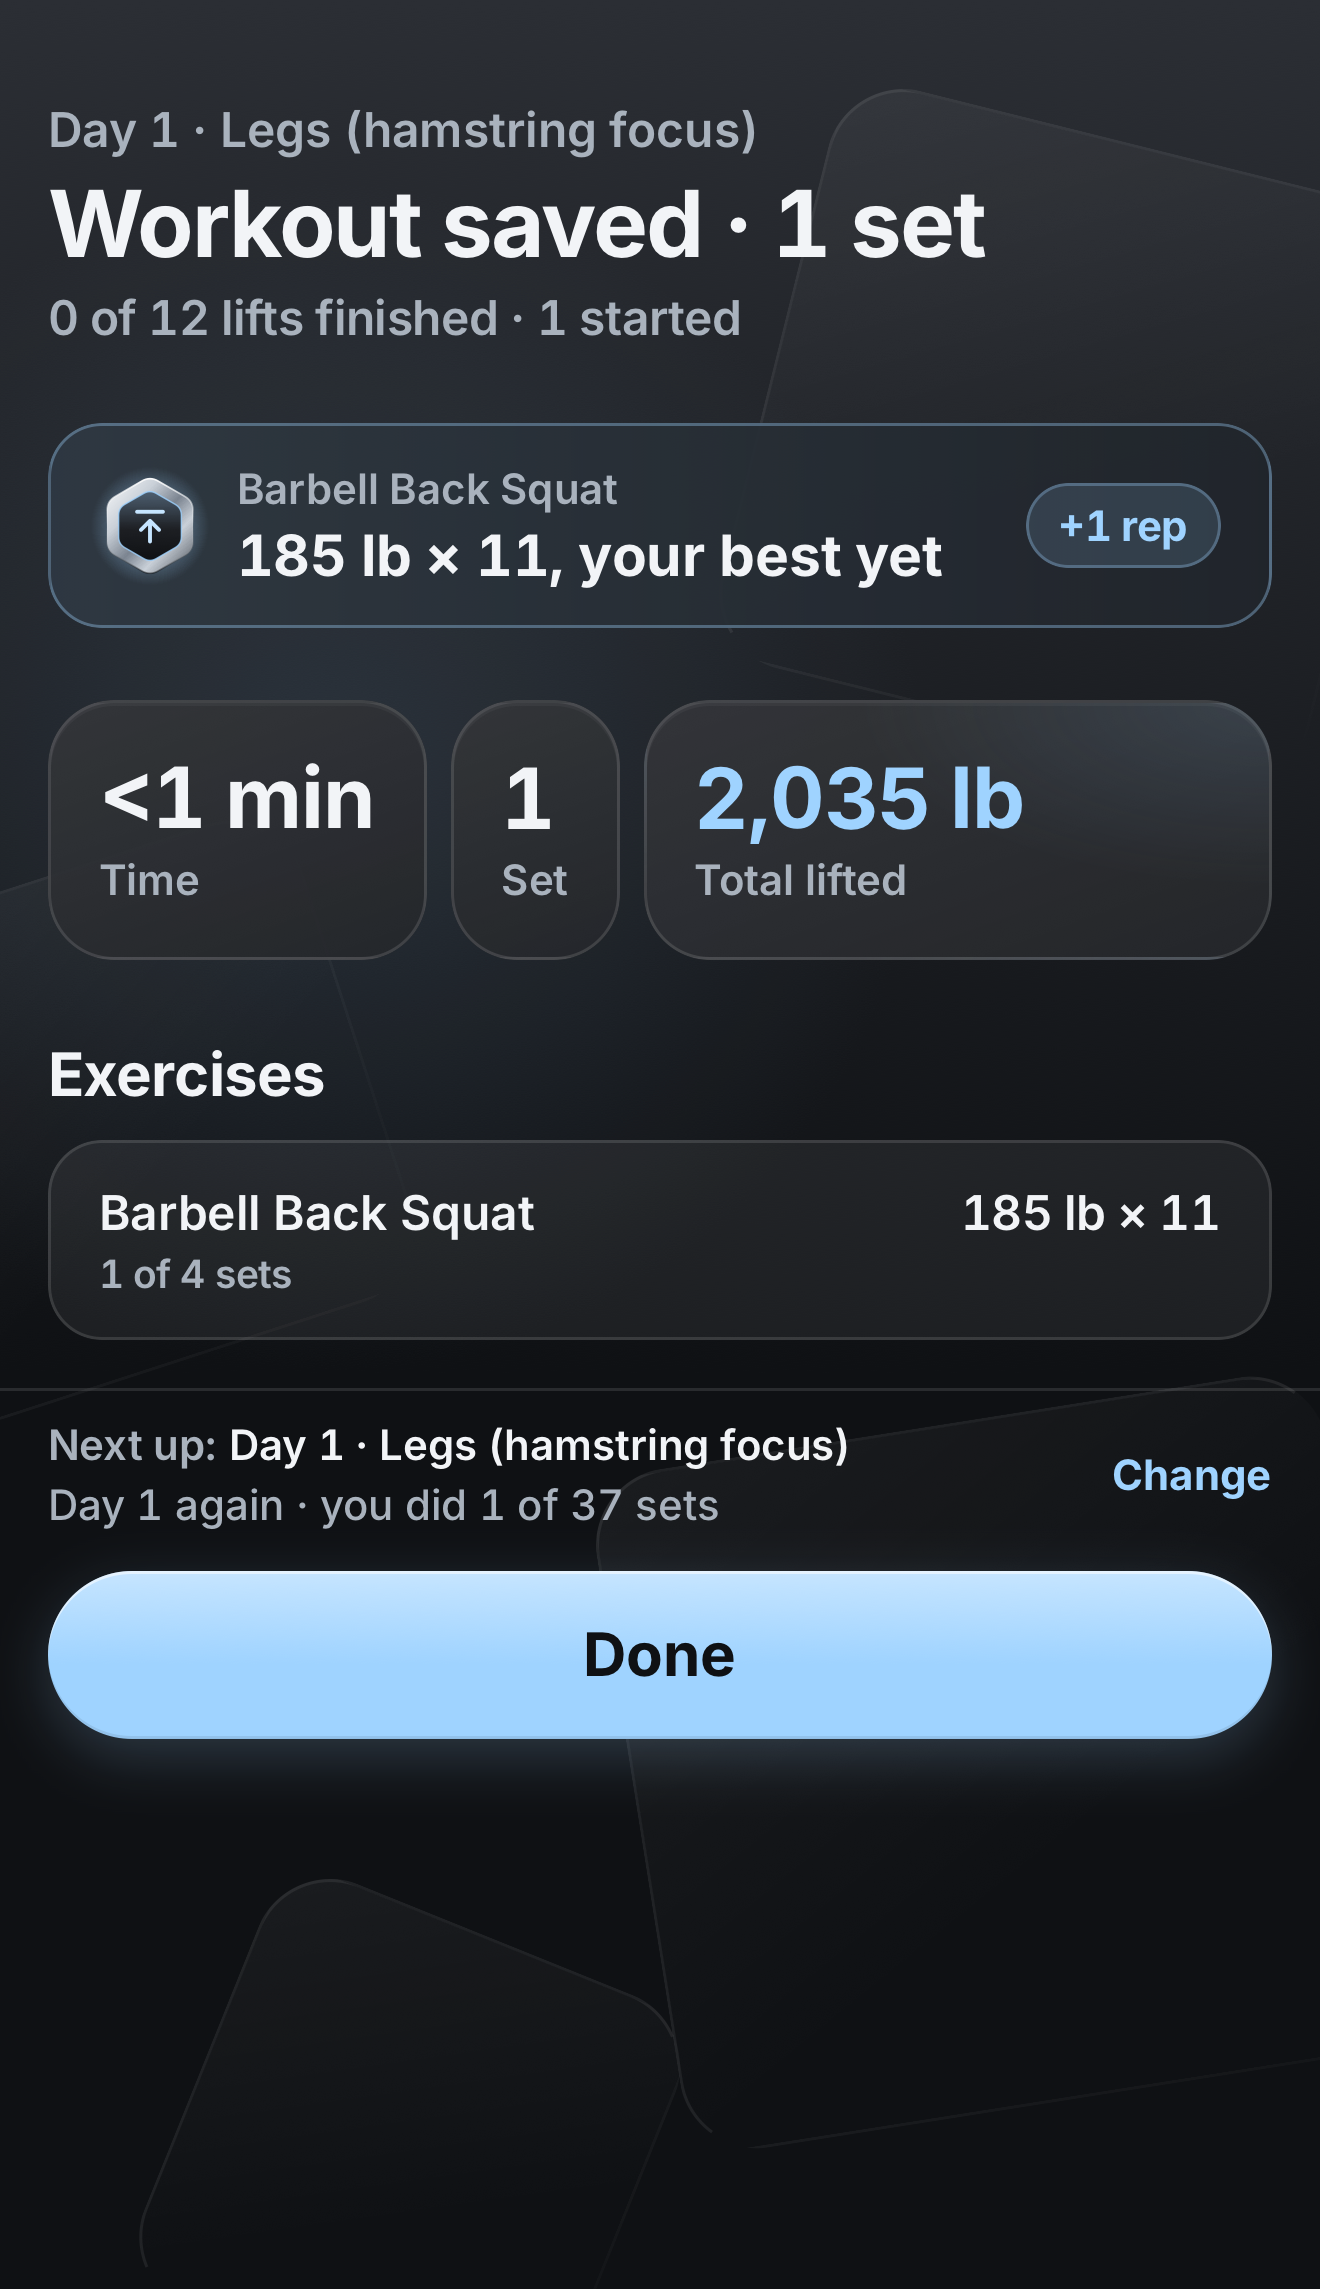 Day 1 · Legs (hamstring focus)
Workout saved · 1 set
0 of 12 lifts finished · 1 started
Barbell Back Squat
185 lb × 11, your best yet
+1 rep
<1 min
Time
1
Set
2,035 lb
Total lifted
Exercises
Barbell Back Squat
185 lb × 11
1 of 4 sets
Next up: Day 1 · Legs (hamstring focus)
Day 1 again · you did 1 of 37 sets
Change
Done